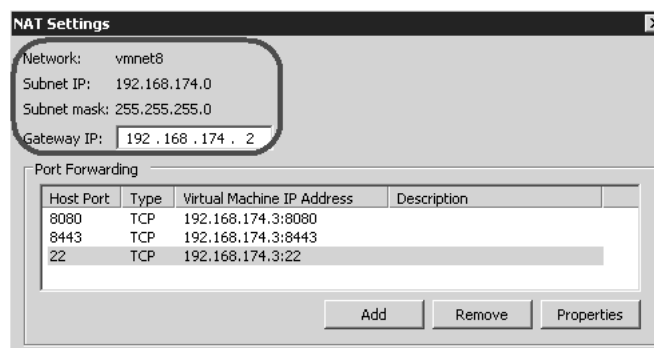 NAT Settings
Network: vmnet8
Subnet IP: 192.168.174.0
Subnet mask: 255.255.255.0
Gateway IP: 192 . 168 . 174 . 2
Port Forwarding
Host Port Type Virtual Machine IP Address Description
8080 TCP 192.168.174.3:8080
8443 TCP 192.168.174.3:8443
22 TCP 192.168.174.3:22
Add Remove Properties